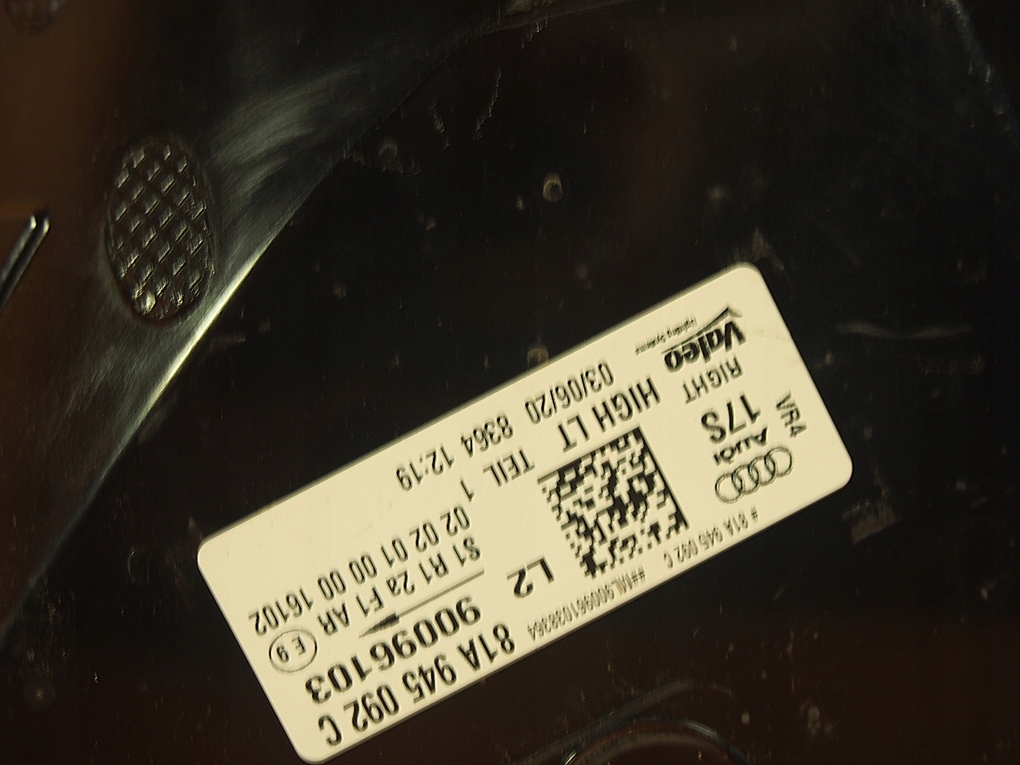 # 81A 945 092 C ##ML900961038364
Audi
17S
VR4
RIGHT
Valeo
Lighting Systems
L2
HIGH LT
TEIL 1
03/06/20 8364 12:19
81A 945 092 C
90096103
S1 R1 2a F1 AR
02 02 01 00 00 16102
E 9